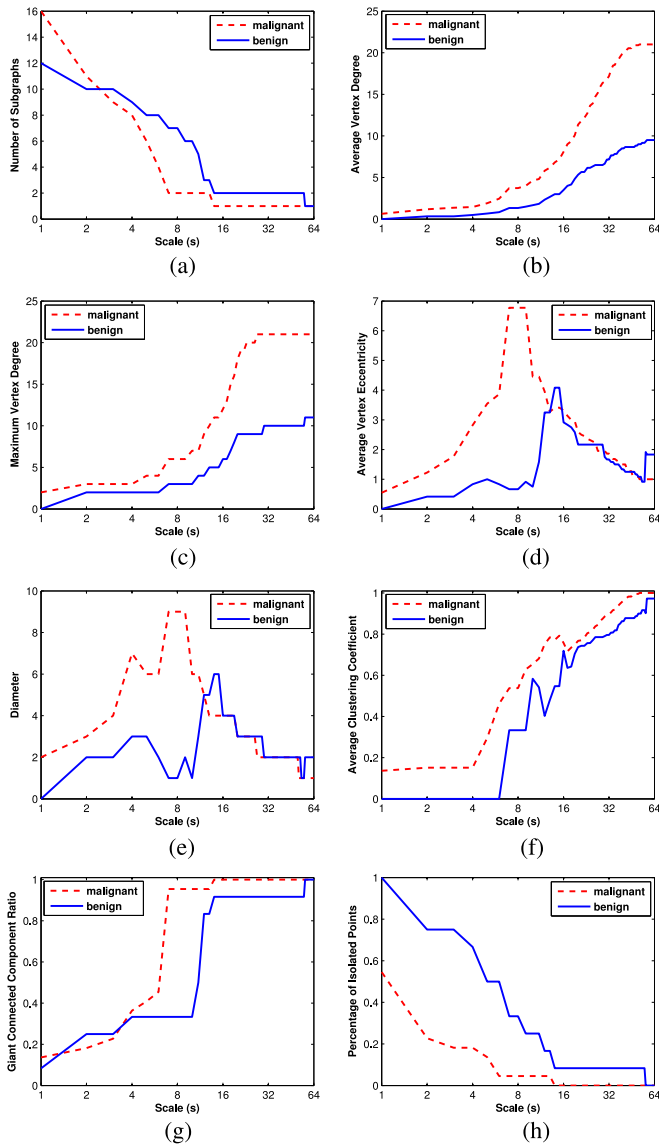 16
14
12
10
8
6
4
2
0
Number of Subgraphs
malignant
benign
1 2 4 8 16 32 64
Scale (s)
(a)
25
20
15
10
5
0
Average Vertex Degree
malignant
benign
1 2 4 8 16 32 64
Scale (s)
(b)
25
20
15
10
5
0
Maximum Vertex Degree
malignant
benign
1 2 4 8 16 32 64
Scale (s)
(c)
7
6
5
4
3
2
1
0
Average Vertex Eccentricity
malignant
benign
1 2 4 8 16 32 64
Scale (s)
(d)
10
8
6
4
2
0
Diameter
malignant
benign
1 2 4 8 16 32 64
Scale (s)
(e)
1
0.8
0.6
0.4
0.2
0
Average Clustering Coefficient
malignant
benign
1 2 4 8 16 32 64
Scale (s)
(f)
1
0.8
0.6
0.4
0.2
0
Giant Connected Component Ratio
malignant
benign
1 2 4 8 16 32 64
Scale (s)
(g)
1
0.8
0.6
0.4
0.2
0
Percentage of Isolated Points
malignant
benign
1 2 4 8 16 32 64
Scale (s)
(h)